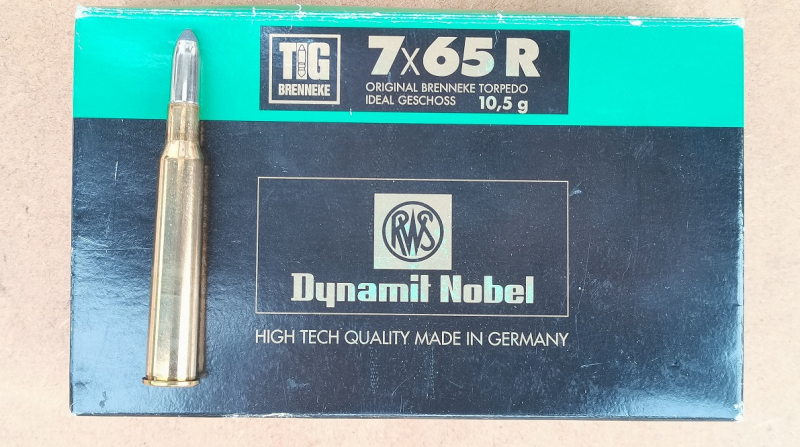 TIG
BRENNEKE
7x65 R
ORIGINAL BRENNEKE TORPEDO
IDEAL GESCHOSS 10,5 g
RWS
Dynamit Nobel
HIGH TECH QUALITY MADE IN GERMANY